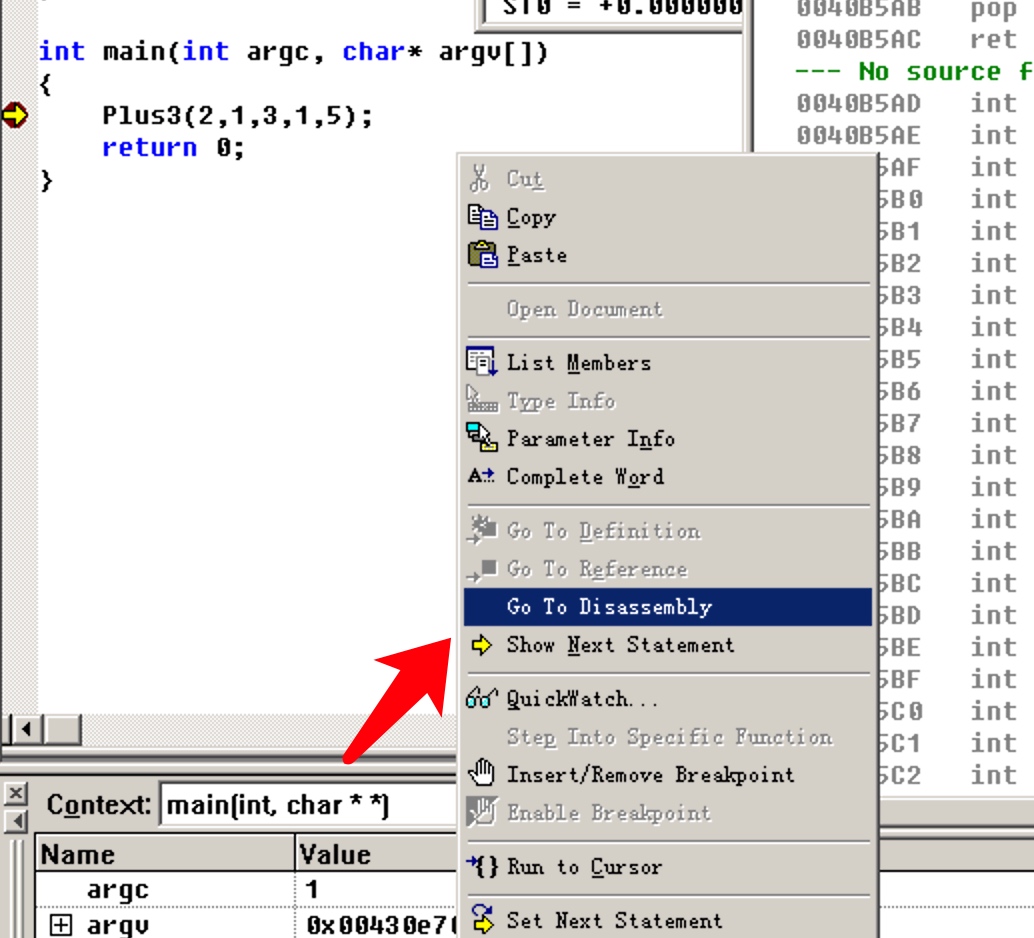 ST0 = +0.000000
int main(int argc, char* argv[])
{
Plus3(2,1,3,1,5);
return 0;
}
0040B5AB pop
0040B5AC ret
--- No source f
0040B5AD int
0040B5AE int
5AF int
5B0 int
5B1 int
5B2 int
5B3 int
5B4 int
5B5 int
5B6 int
5B7 int
5B8 int
5B9 int
5BA int
5BB int
5BC int
5BD int
5BE int
5BF int
5C0 int
5C1 int
5C2 int
Cut
Copy
Paste
Open Document
List Members
Type Info
Parameter Info
Complete Word
Go To Definition
Go To Reference
Go To Disassembly
Show Next Statement
QuickWatch...
Step Into Specific Function
Insert/Remove Breakpoint
Enable Breakpoint
Run to Cursor
Set Next Statement
Context: main(int, char * *)
Name Value
argc 1
argv 0x00430e7